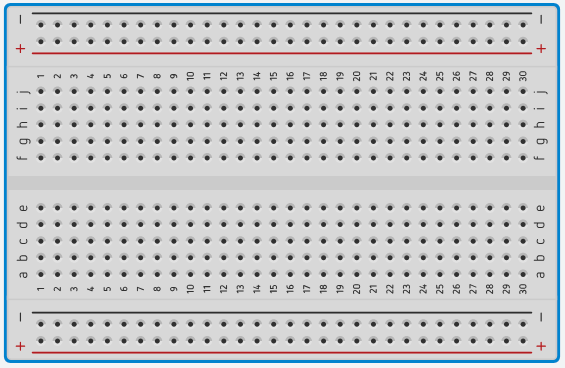 − −
+ +
1 2 3 4 5 6 7 8 9 10 11 12 13 14 15 16 17 18 19 20 21 22 23 24 25 26 27 28 29 30
j j
i i
h h
g g
f f
e e
d d
c c
b b
a a
1 2 3 4 5 6 7 8 9 10 11 12 13 14 15 16 17 18 19 20 21 22 23 24 25 26 27 28 29 30
− −
+ +